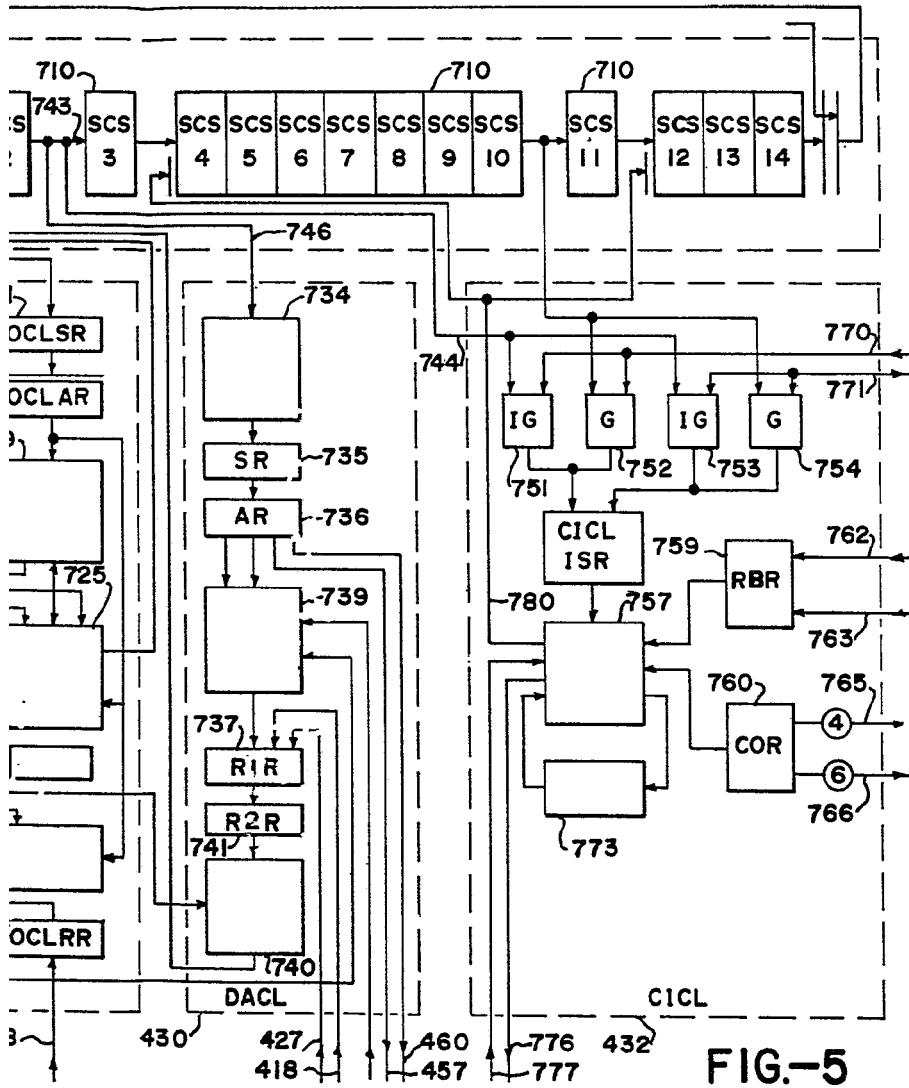 710
710
710
743
CS
2
SCS
3
SCS
4
SCS
5
SCS
6
SCS
7
SCS
8
SCS
9
SCS
10
SCS
11
SCS
12
SCS
13
SCS
14
746
734
744
770
771
OCLSR
OCLAR
IG
G
IG
G
751
752
753
754
SR
735
AR
736
CICL
ISR
759
RBR
762
763
725
739
780
757
760
COR
4
765
6
766
737
R1R
R2R
741
773
OCLRR
740
DACL
CICL
430
427
418
460
457
776
777
432
FIG.-5